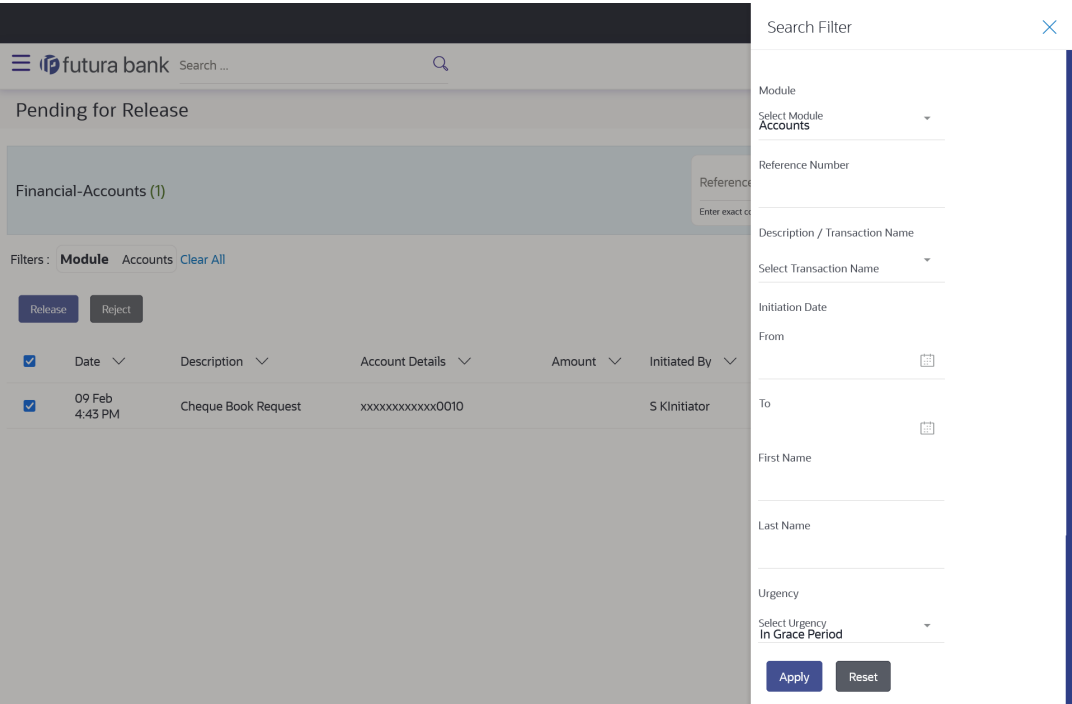 Search Filter
futura bank Search ...
Pending for Release
Module
Select Module
Accounts
Financial-Accounts (1)
Reference
Enter exact
Reference Number
Description / Transaction Name
Select Transaction Name
Filters : Module Accounts Clear All
Release Reject
Initiation Date
From
Date Description Account Details Amount Initiated By
09 Feb
4:43 PM
Cheque Book Request xxxxxxxxxxxx0010 S KInitiator
To
First Name
Last Name
Urgency
Select Urgency
In Grace Period
Apply Reset